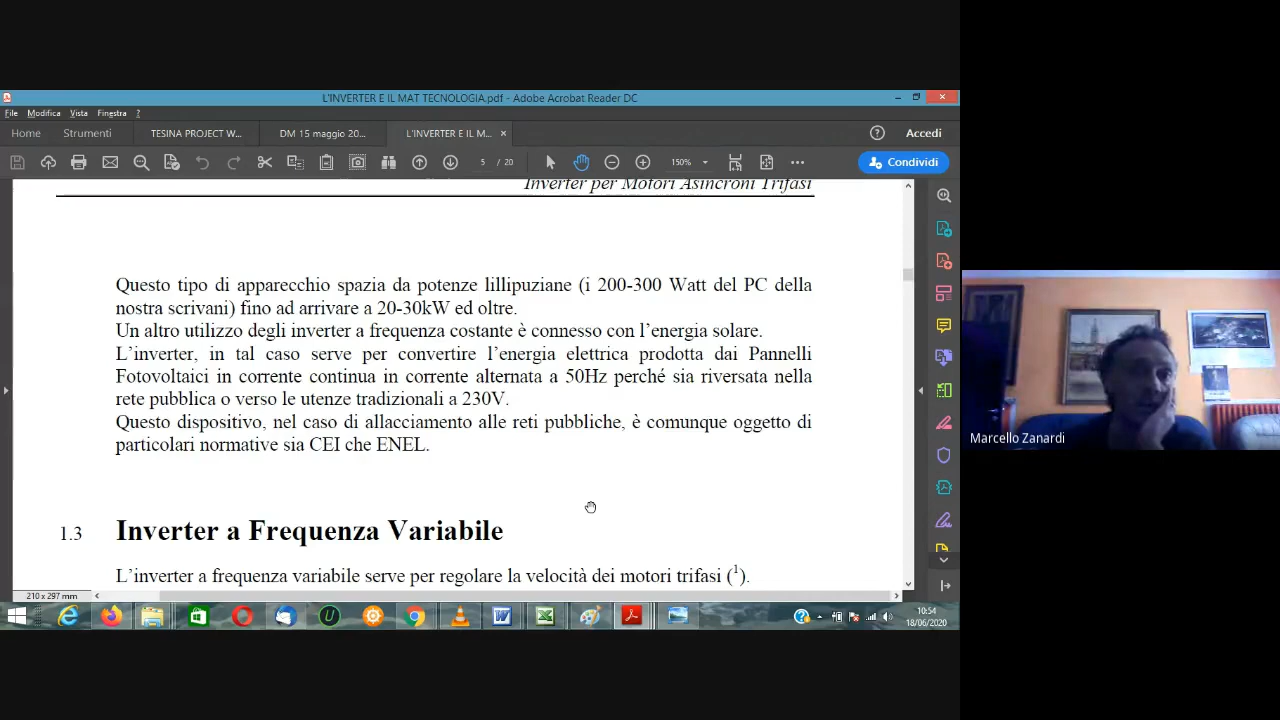 L'INVERTER E IL MAT TECNOLOGIA.pdf - Adobe Acrobat Reader DC
File Modifica Vista Finestra ?
Home Strumenti TESINA PROJECT W... DM 15 maggio 20... L'INVERTER E IL M... × Accedi
5 / 20 150% Condividi
Inverter per Motori Asincroni Trifasi
Questo tipo di apparecchio spazia da potenze lillipuziane (i 200-300 Watt del PC della
nostra scrivani) fino ad arrivare a 20-30kW ed oltre.
Un altro utilizzo degli inverter a frequenza costante è connesso con l'energia solare.
L'inverter, in tal caso serve per convertire l'energia elettrica prodotta dai Pannelli
Fotovoltaici in corrente continua in corrente alternata a 50Hz perché sia riversata nella
rete pubblica o verso le utenze tradizionali a 230V.
Questo dispositivo, nel caso di allacciamento alle reti pubbliche, è comunque oggetto di
particolari normative sia CEI che ENEL.
1.3 Inverter a Frequenza Variabile
L'inverter a frequenza variabile serve per regolare la velocità dei motori trifasi (1).
210 x 297 mm
10:54
18/06/2020
Marcello Zanardi